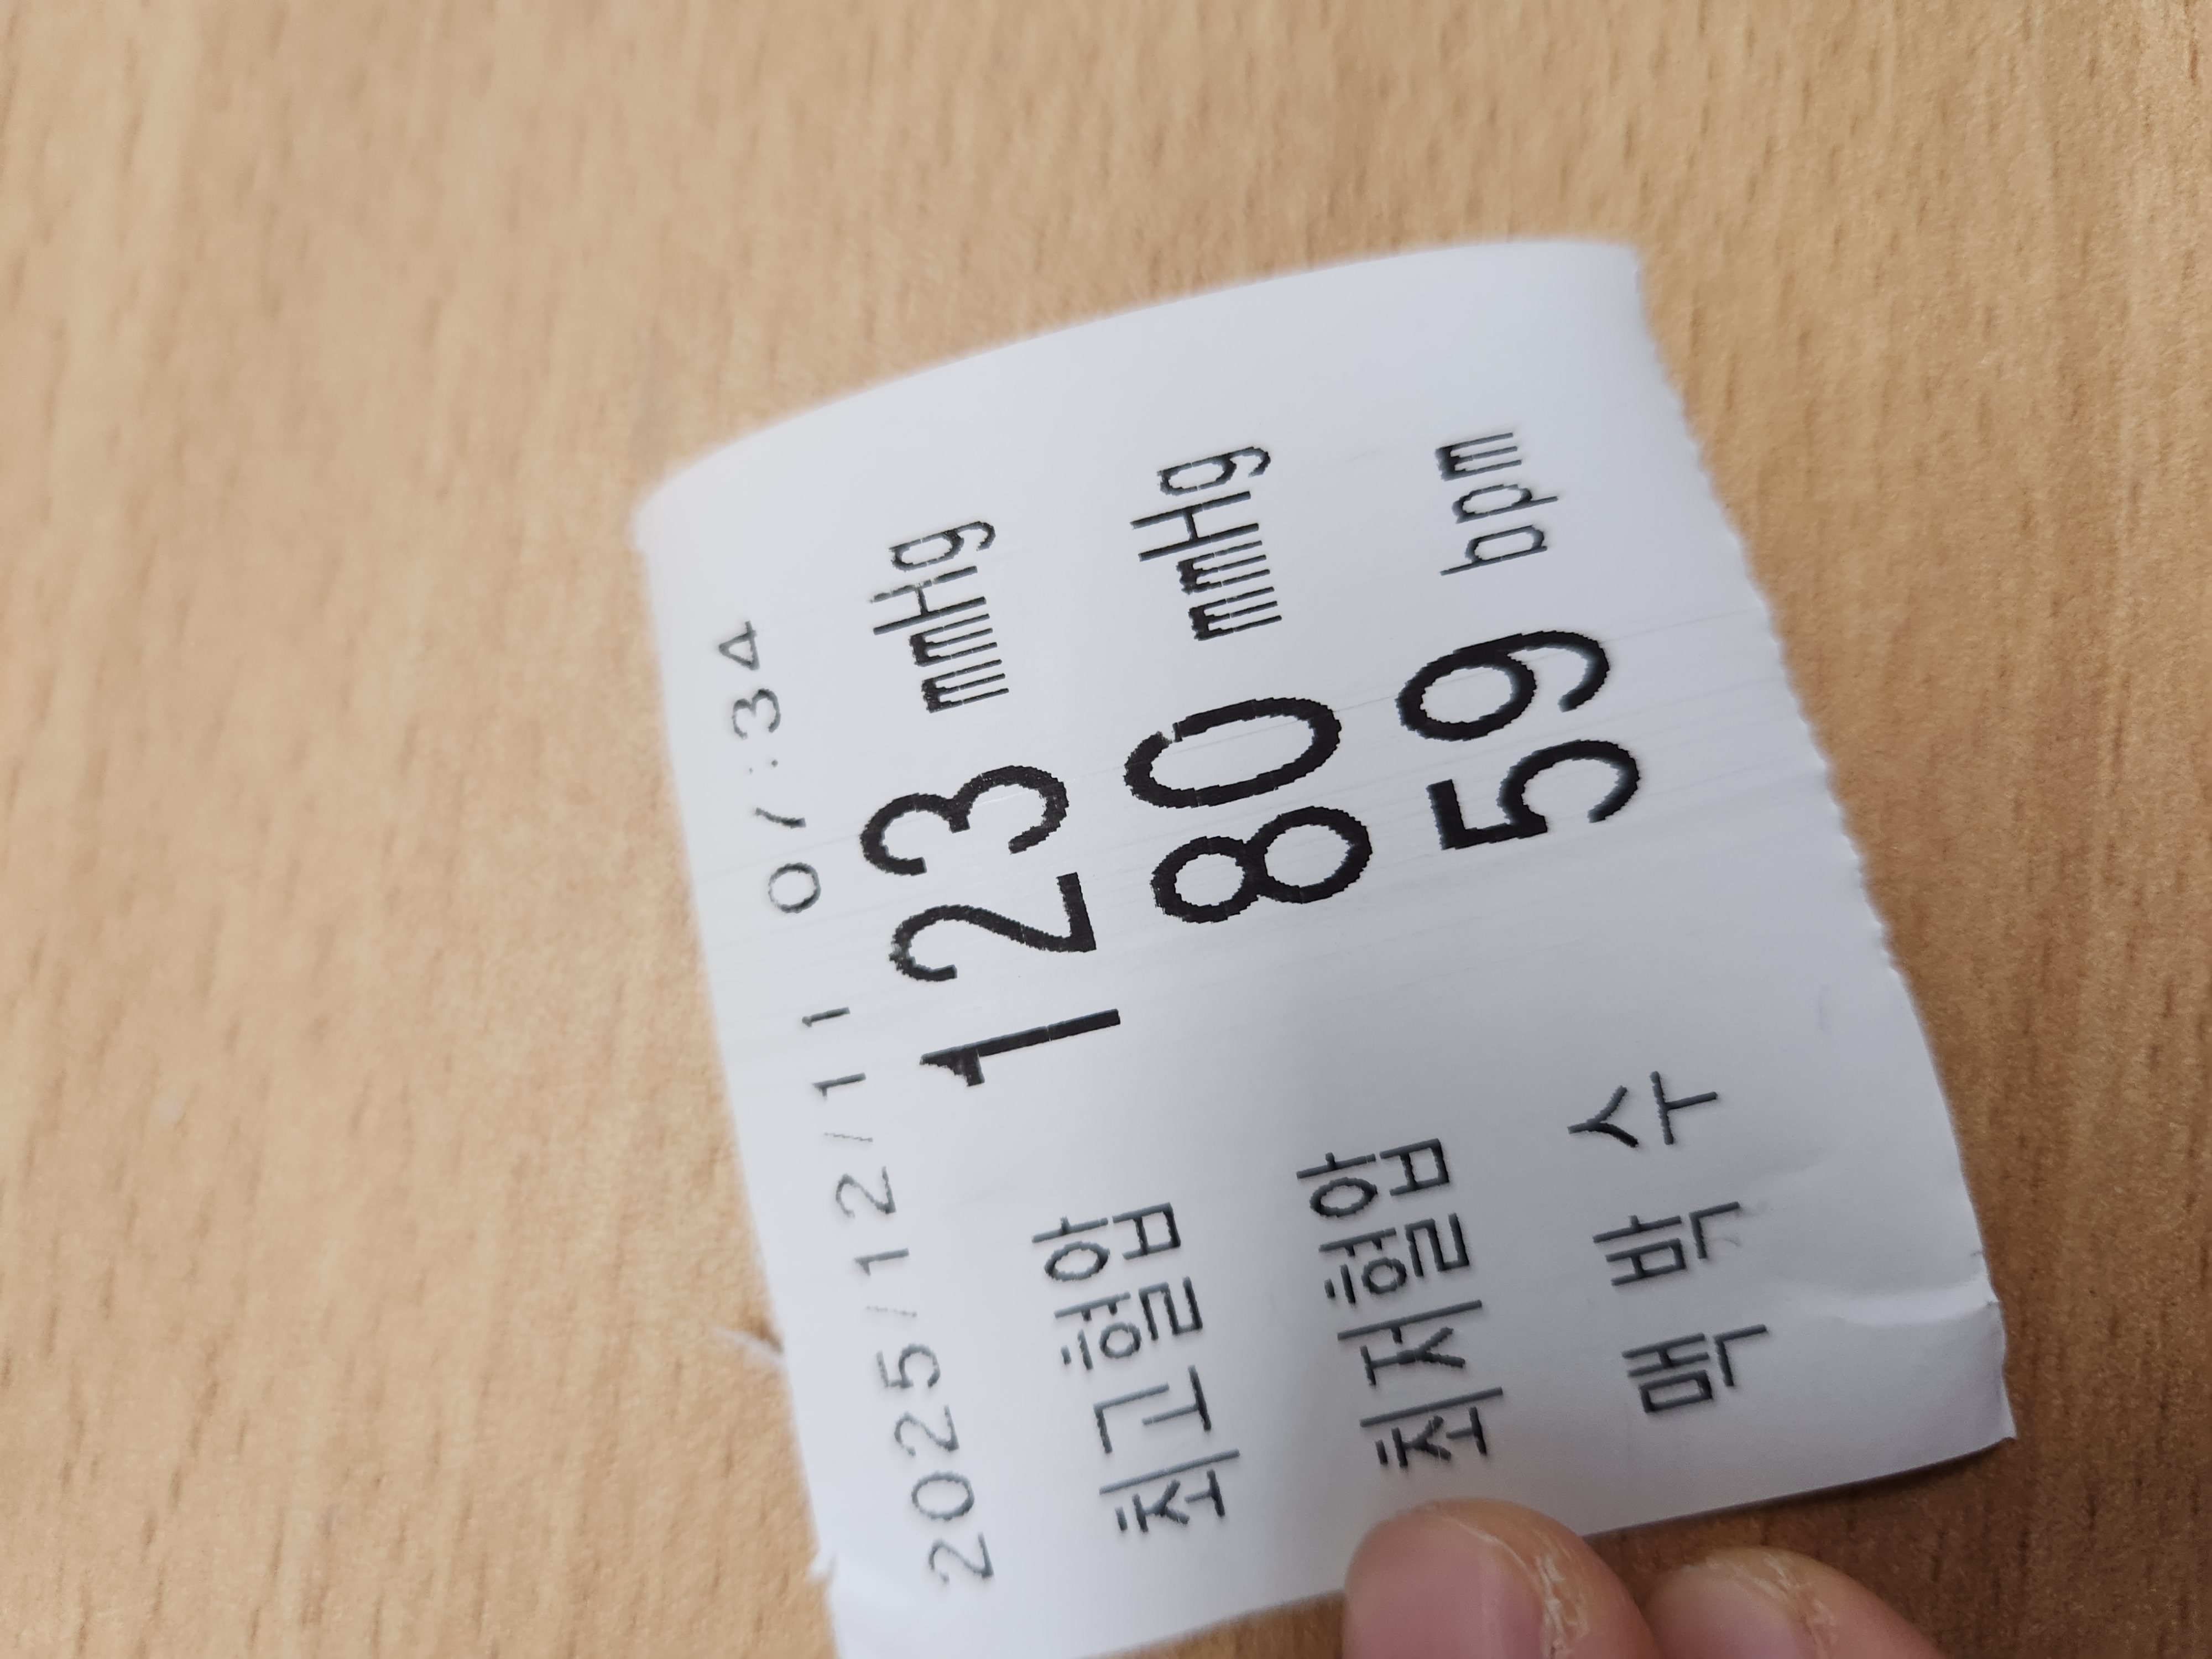 2025/12/11 07:34
최고혈압 123 mmHg
최저혈압 80 mmHg
맥 박 수 59 bpm